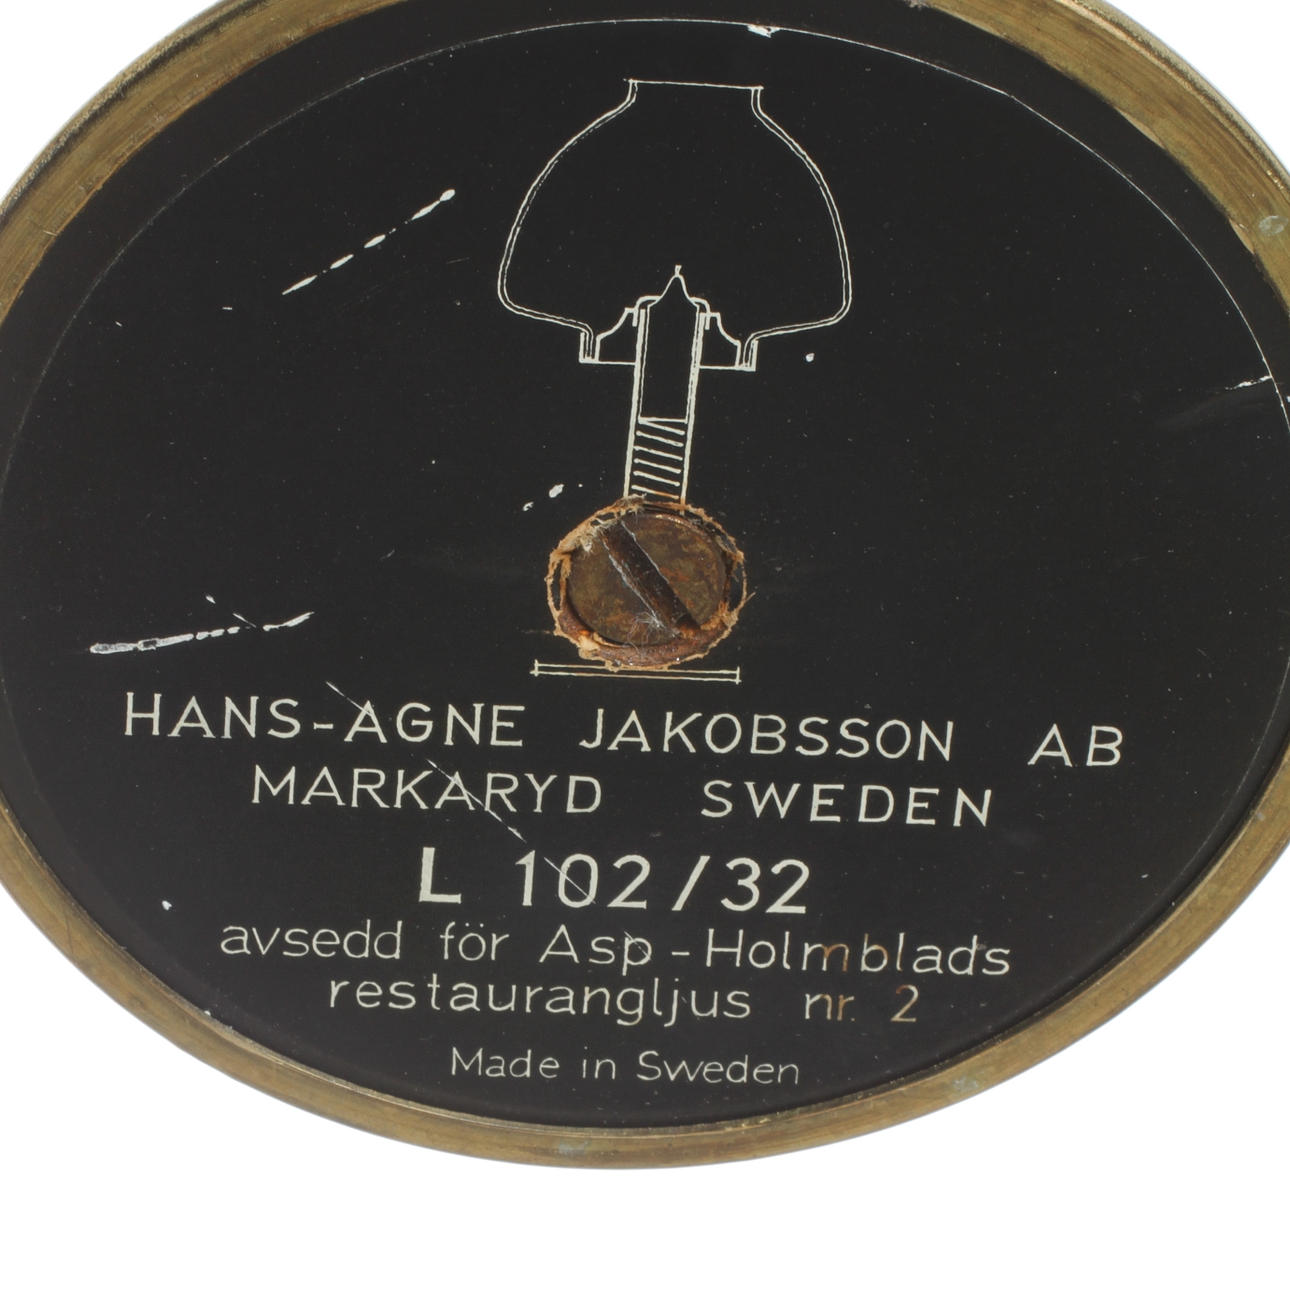 HANS-AGNE JAKOBSSON AB
MARKARYD SWEDEN
L 102/32
avsedd för Asp-Holmblads
restaurangljus nr. 2
Made in Sweden